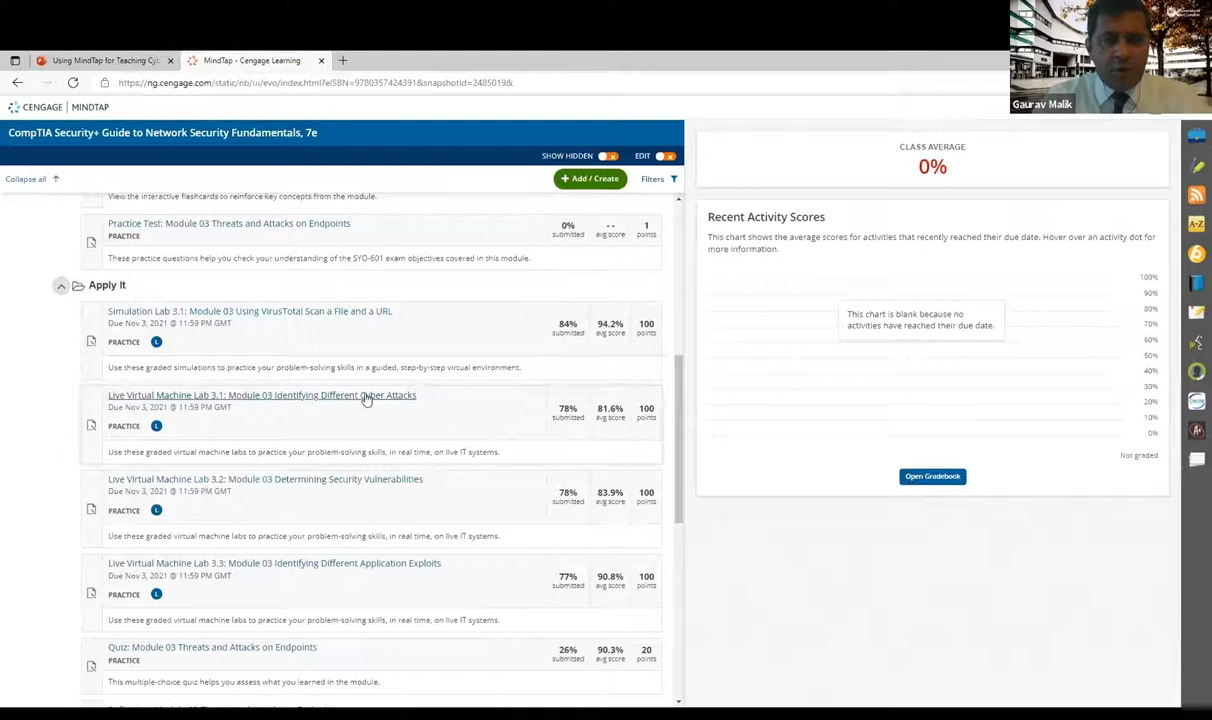 Using MindTap for Teaching Cyb
MindTap - Cengage Learning
https://ng.cengage.com/static/nb/ui/evo/index.html?eISBN=9780357424391&snapshotId=2485019&
Gaurav Malik
CENGAGE | MINDTAP
CompTIA Security+ Guide to Network Security Fundamentals, 7e
SHOW HIDDEN
EDIT
Collapse all
+ Add / Create
Filters
View the interactive flashcards to reinforce key concepts from the module.
Practice Test: Module 03 Threats and Attacks on Endpoints
PRACTICE
0% submitted
-- avg score
1 points
These practice questions help you check your understanding of the SYO-601 exam objectives covered in this module.
Apply It
Simulation Lab 3.1: Module 03 Using VirusTotal Scan a File and a URL
Due Nov 3, 2021 @ 11:59 PM GMT
PRACTICE L
84% submitted
94.2% avg score
100 points
Use these graded simulations to practice your problem-solving skills in a guided, step-by-step virtual environment.
Live Virtual Machine Lab 3.1: Module 03 Identifying Different Cyber Attacks
Due Nov 3, 2021 @ 11:59 PM GMT
PRACTICE L
78% submitted
81.6% avg score
100 points
Use these graded virtual machine labs to practice your problem-solving skills, in real time, on live IT systems.
Live Virtual Machine Lab 3.2: Module 03 Determining Security Vulnerabilities
Due Nov 3, 2021 @ 11:59 PM GMT
PRACTICE L
78% submitted
83.9% avg score
100 points
Use these graded virtual machine labs to practice your problem-solving skills, in real time, on live IT systems.
Live Virtual Machine Lab 3.3: Module 03 Identifying Different Application Exploits
Due Nov 3, 2021 @ 11:59 PM GMT
PRACTICE L
77% submitted
90.8% avg score
100 points
Use these graded virtual machine labs to practice your problem-solving skills, in real time, on live IT systems.
Quiz: Module 03 Threats and Attacks on Endpoints
PRACTICE
26% submitted
90.3% avg score
20 points
This multiple-choice quiz helps you assess what you learned in the module.
CLASS AVERAGE
0%
Recent Activity Scores
This chart shows the average scores for activities that recently reached their due date. Hover over an activity dot for
more information.
100%
90%
80%
70%
60%
50%
40%
30%
20%
10%
0%
This chart is blank because no
activities have reached their due date.
Not graded
Open Gradebook
A-Z